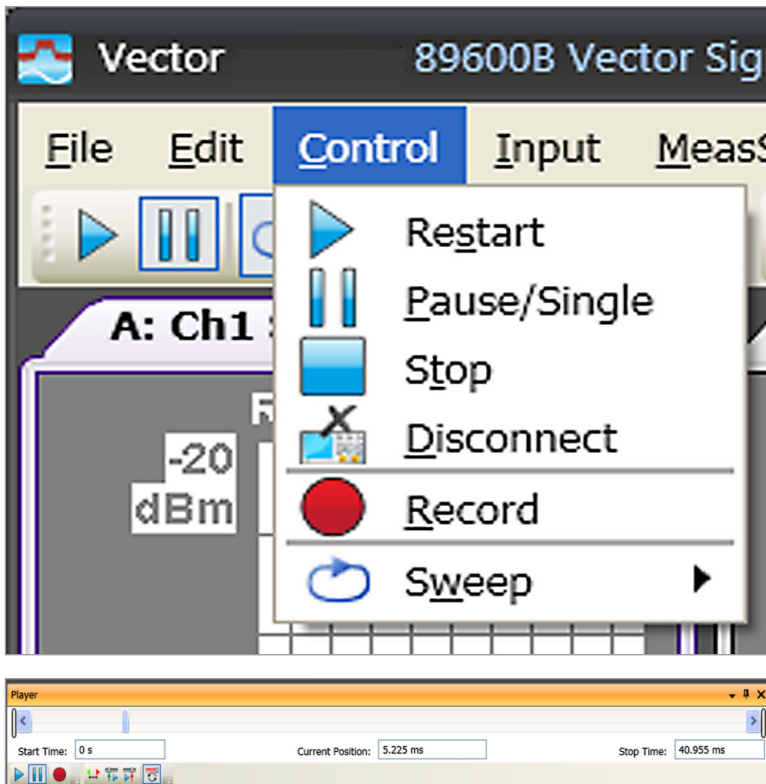 Vector 89600B Vector Sig
File Edit Control Input Meas
Restart
Pause/Single
Stop
Disconnect
Record
Sweep
A: Ch1
-20
dBm
Player
Start Time: 0 s Current Position: 5.225 ms Stop Time: 40.955 ms